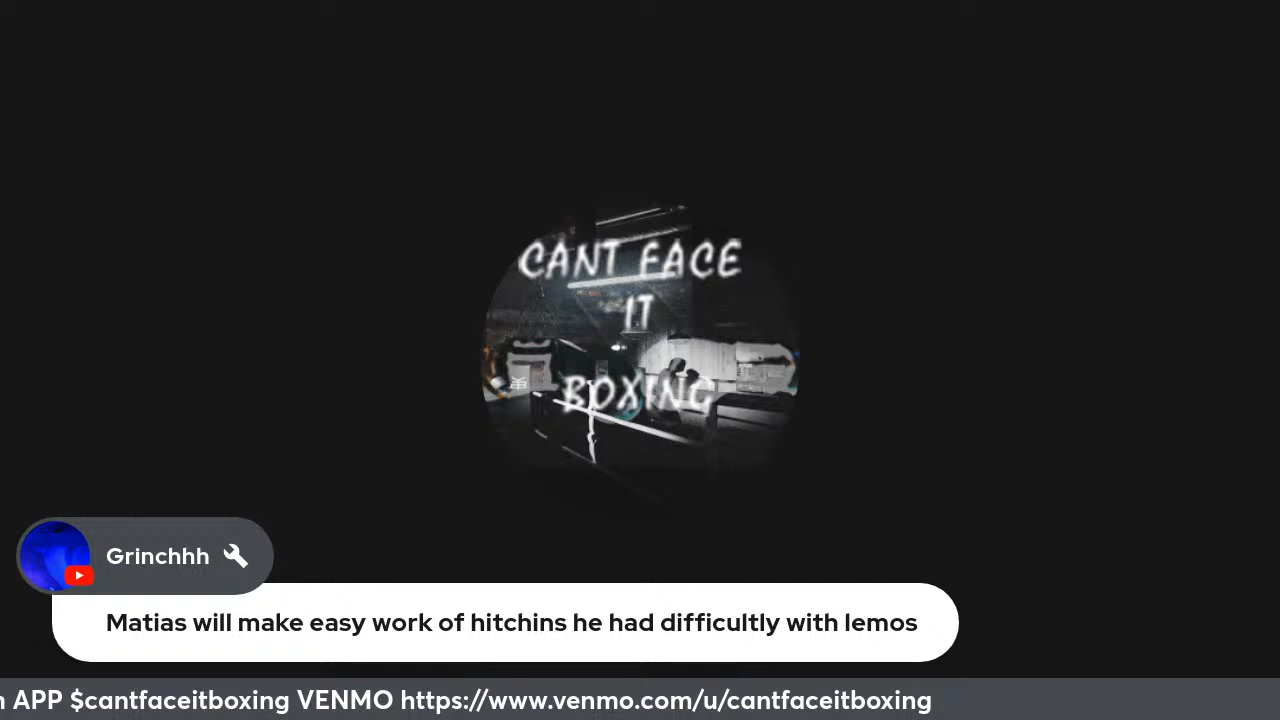 CANT FACE
IT
BOXING
Grinchhh
Matias will make easy work of hitchins he had difficultly with lemos
APP $cantfaceitboxing VENMO https://www.venmo.com/u/cantfaceitboxing